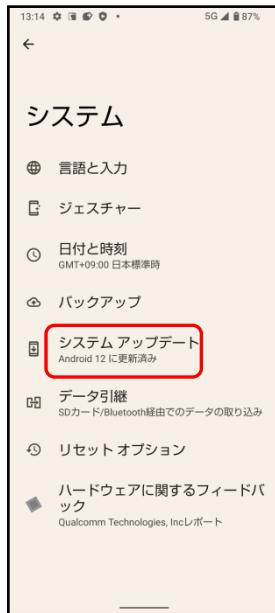 13:14 5G 87%
システム
言語と入力
ジェスチャー
日付と時刻
GMT+09:00 日本標準時
バックアップ
システム アップデート
Android 12 に更新済み
データ引継
SDカード/Bluetooth経由でのデータの取り込み
リセット オプション
ハードウェアに関するフィードバ
ック
Qualcomm Technologies, Incレポート